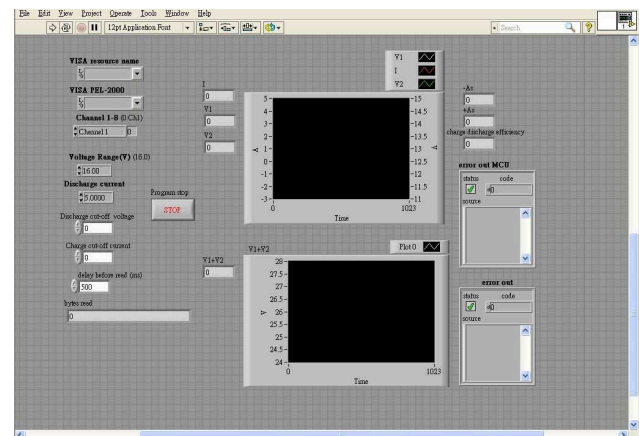 File Edit View Project Operate Tools Window Help
12pt Application Font
Search
VISA resource name
VISA PEL-2000
Channel 1-8 (0:Ch1)
Channel 1 0
Voltage Range(V) (16.0)
16.00
Discharge current
5.0000
Program stop
STOP
Discharge cut-off voltage
0
Charge cut-off current
0
delay before read (ms)
500
bytes read
0
I
0
V1
0
V2
0
V1
I
V2
5
4
3
2
1
0
-1
-2
-3
A
15
14.5
14
13.5
13
12.5
12
11.5
11
V
0 1023
Time
-As
0
+As
0
charge/discharge efficiency
0
error out MCU
status code
0
source
V1+V2
0
V1+V2
Plot 0
28
27.5
27
26.5
26
25.5
25
24.5
24
V
0 1023
Time
error out
status code
0
source